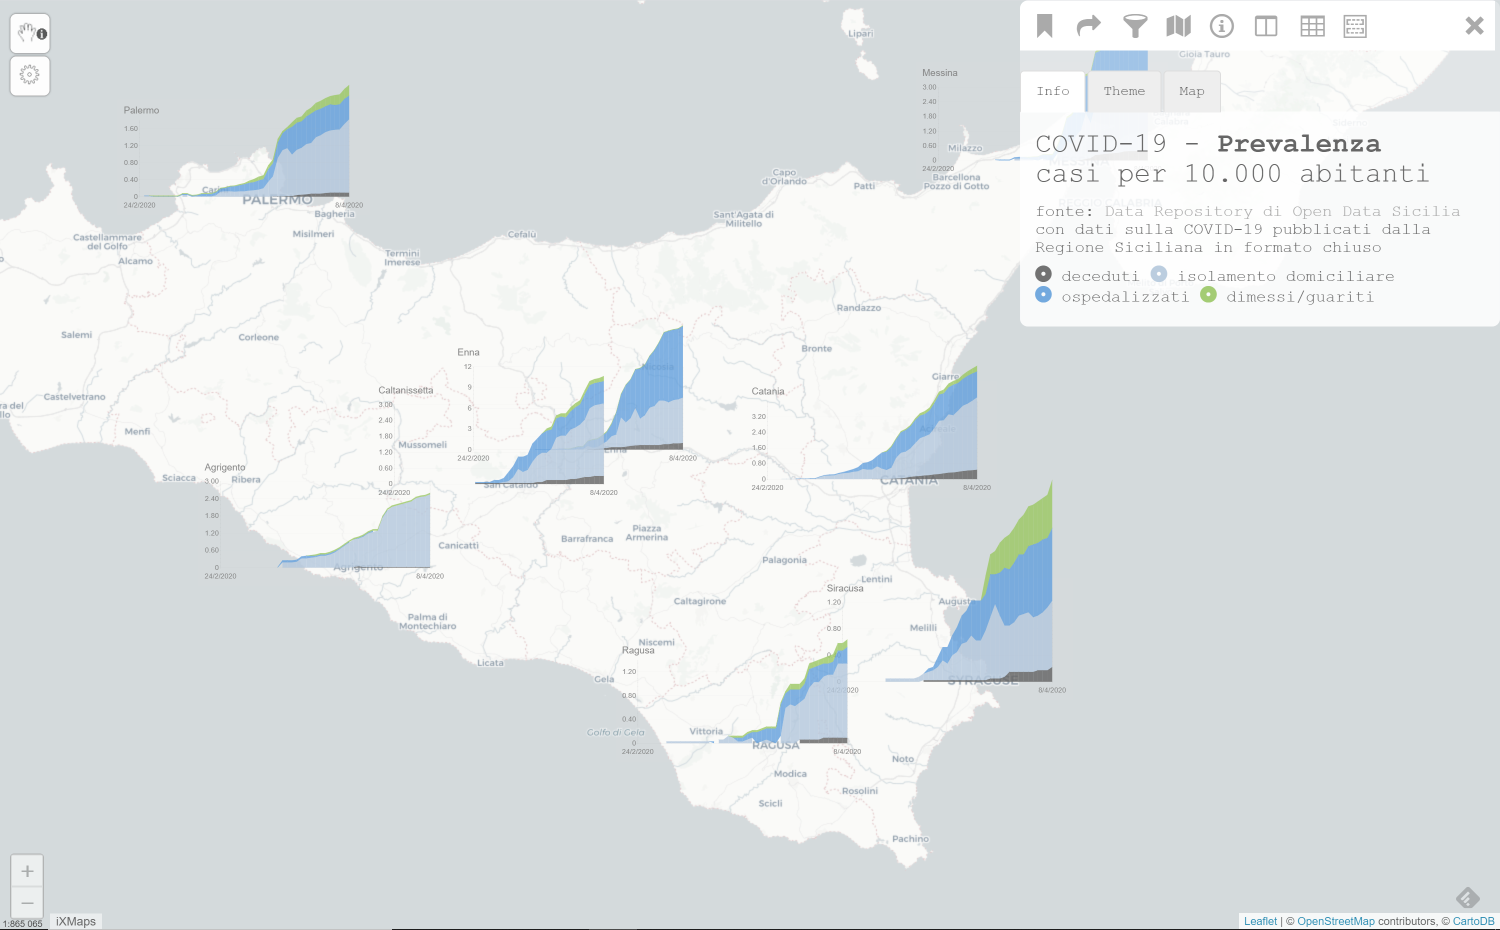 Lipari
Gioia Tauro
Messina
3.00
2.40
1.80
1.20
0.60
0
24/2/2020
Milazzo
Barcellona
Pozzo di Gotto
Info
Theme
Map
COVID-19 - Prevalenza
casi per 10.000 abitanti
fonte: Data Repository di Open Data Sicilia
con dati sulla COVID-19 pubblicati dalla
Regione Siciliana in formato chiuso
deceduti isolamento domiciliare
ospedalizzati dimessi/guariti
Palermo
1.60
1.20
0.80
0.40
0
24/2/2020
8/4/2020
PALERMO
Bagheria
Misilmeri
Castellammare
del Golfo
Alcamo
Termini
Imerese
Cefalù
Capo
d'Orlando
Patti
Sant'Agata di
Militello
Salemi
Corleone
Castelvetrano
Menfi
Sciacca
Ribera
Randazzo
Bronte
Giarre
Enna
12
9
6
3
0
24/2/2020
8/4/2020
Enna
Caltanissetta
3.00
2.40
1.80
1.20
0.60
0
24/2/2020
8/4/2020
Mussomeli
San Cataldo
Catania
3.20
2.40
1.60
0.80
0
24/2/2020
8/4/2020
CATANIA
Agrigento
3.00
2.40
1.80
1.20
0.60
0
24/2/2020
8/4/2020
Agrigento
Canicattì
Barrafranca
Piazza
Armerina
Palagonia
Lentini
Caltagirone
Palma di
Montechiaro
Licata
Niscemi
Gela
Golfo di Gela
Siracusa
1.20
0.80
8/4/2020
Augusta
Melilli
SYRACUSE
Ragusa
1.20
0.80
0.40
0
24/2/2020
8/4/2020
Vittoria
RAGUSA
Modica
Scicli
Noto
Rosolini
Pachino
+
−
1:865 065
iXMaps
Leaflet | © OpenStreetMap contributors, © CartoDB